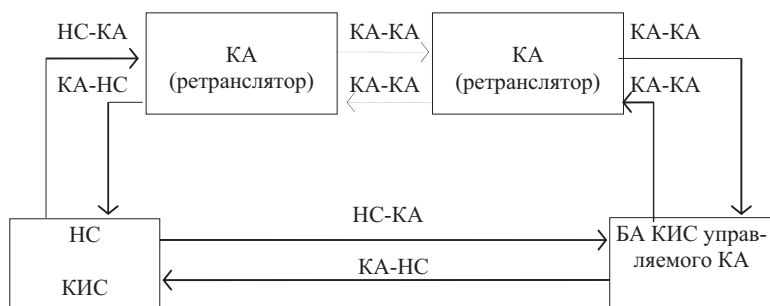 НС-КА
КА
(ретранслятор)
КА-КА
КА
(ретранслятор)
КА-КА
КА-НС
КА-КА
КА-КА
НС
КИС
НС-КА
КА-НС
БА КИС управ-
ляемого КА